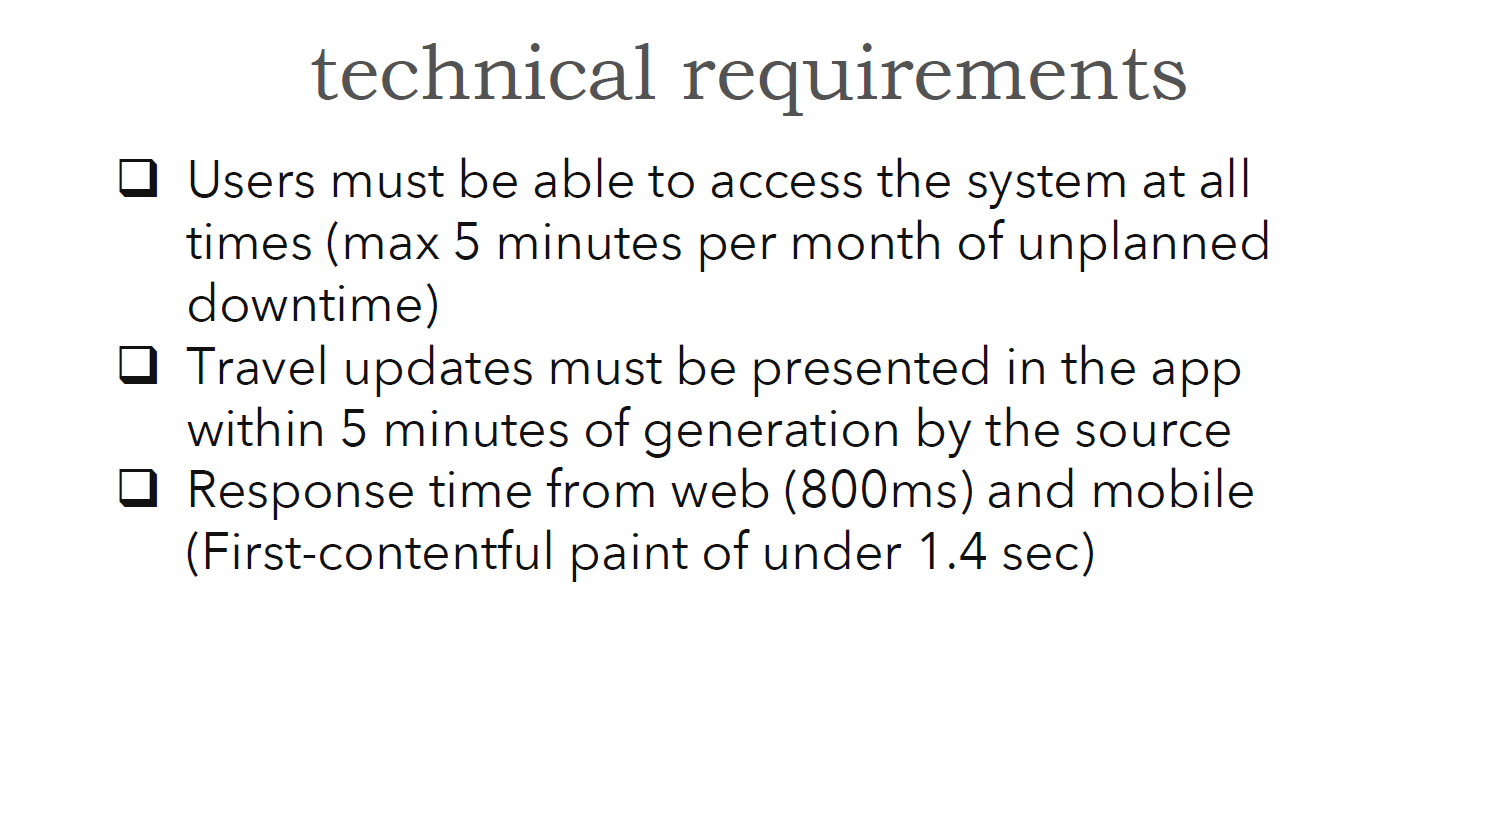 technical requirements
❑ Users must be able to access the system at all
times (max 5 minutes per month of unplanned
downtime)
❑ Travel updates must be presented in the app
within 5 minutes of generation by the source
❑ Response time from web (800ms) and mobile
(First-contentful paint of under 1.4 sec)